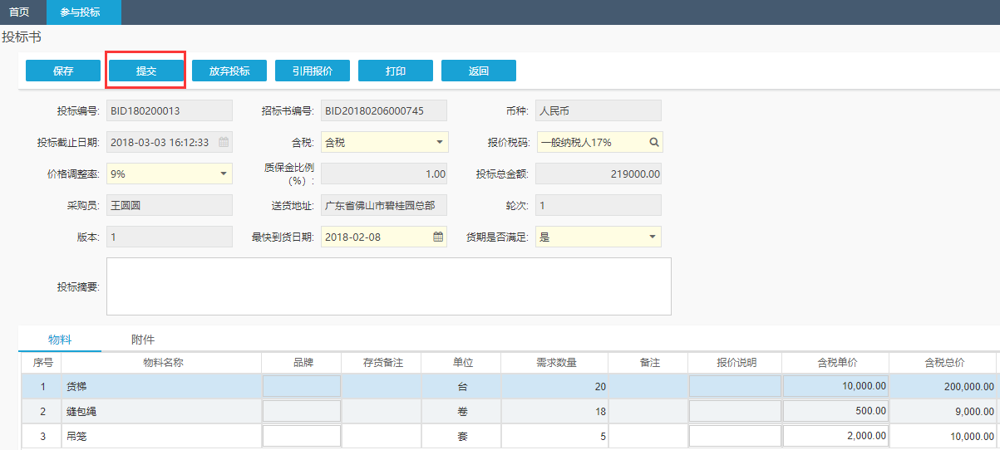 首页 参与投标
投标书
保存 提交 放弃投标 引用报价 打印 返回
投标编号: BID180200013 招标书编号: BID20180206000745 币种: 人民币
投标截止日期: 2018-03-03 16:12:33 含税: 含税 报价税码: 一般纳税人17%
价格调整率: 9% 质保金比例（%）: 1.00 投标总金额: 219000.00
采购员: 王圆圆 送货地址: 广东省佛山市碧桂园总部 轮次: 1
版本: 1 最快到货日期: 2018-02-08 货期是否满足: 是
投标摘要:
物料 附件
序号 物料名称 品牌 存货备注 单位 需求数量 备注 报价说明 含税单价 含税总价
1 货梯 台 20 10,000.00 200,000.00
2 缝包绳 卷 18 500.00 9,000.00
3 吊笼 套 5 2,000.00 10,000.00